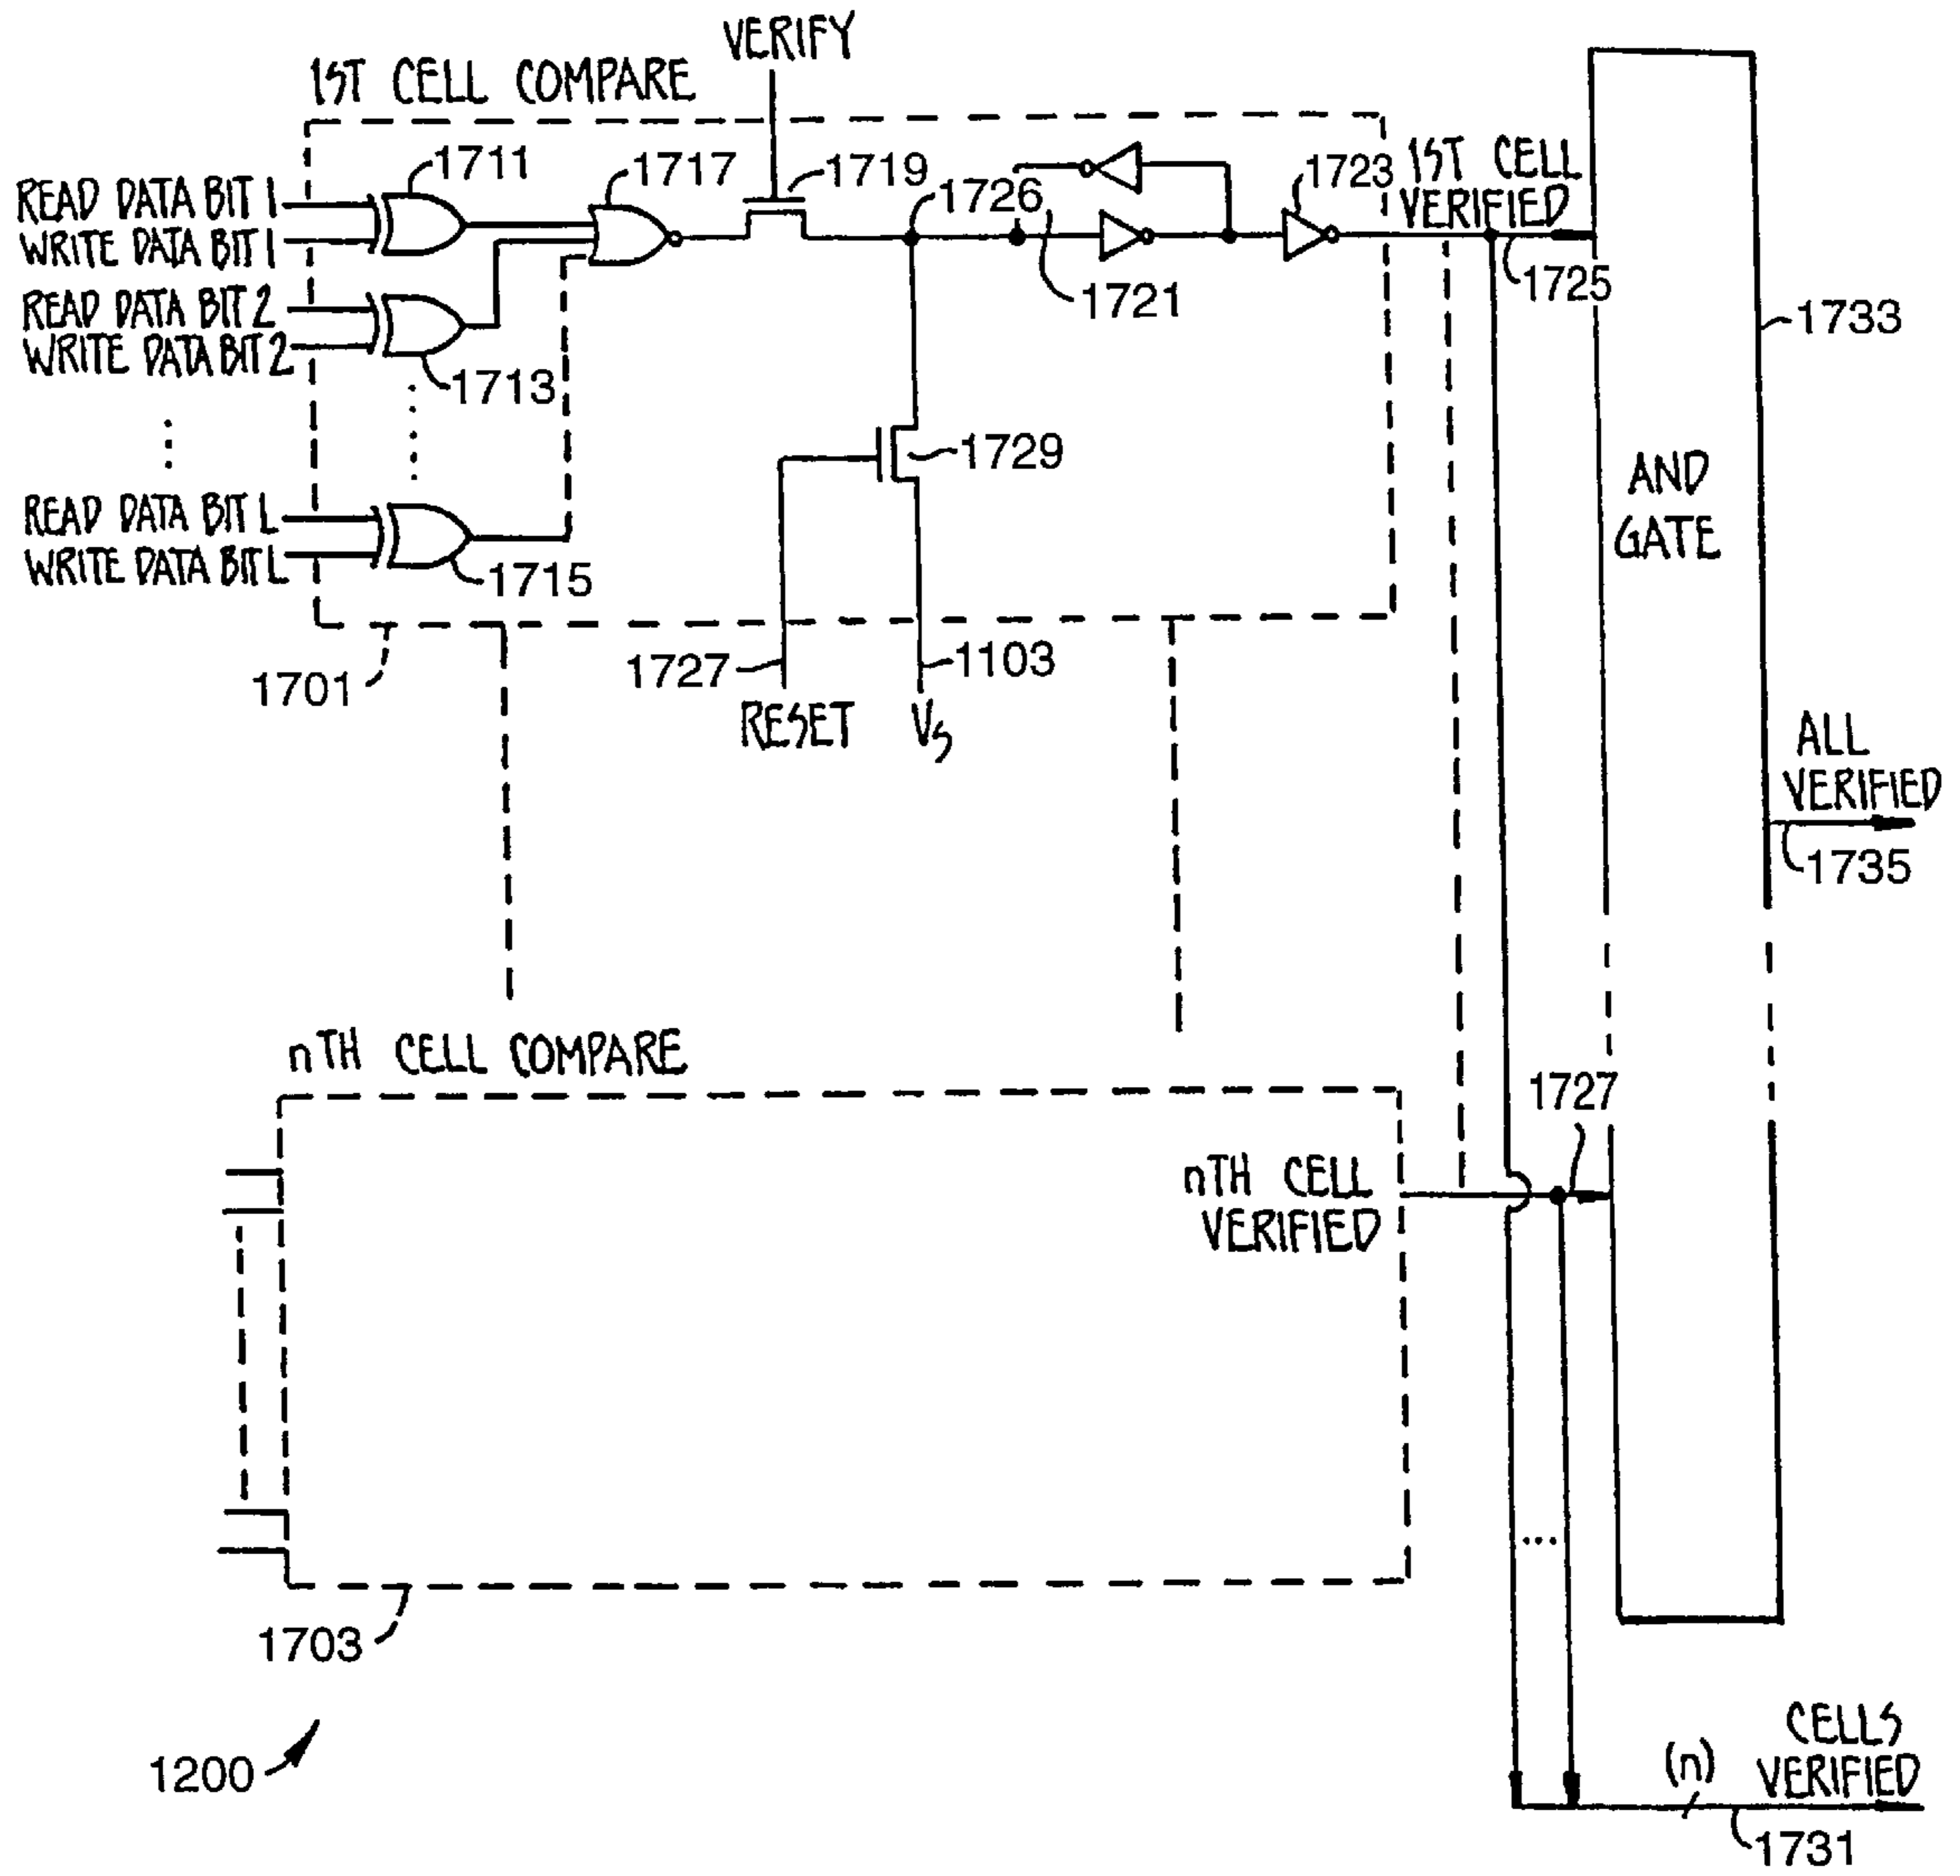 VERIFY
1ST CELL COMPARE
1711
1717
1719
1726
1723
1ST CELL
VERIFIED
READ DATA BIT 1
WRITE DATA BIT 1
1721
1725
READ DATA BIT 2
WRITE DATA BIT 2
1713
1733
1729
AND
GATE
READ DATA BIT L
WRITE DATA BIT L
1715
1701
1727
1103
RESET
VS
ALL
VERIFIED
1735
nTH CELL COMPARE
1727
nTH CELL
VERIFIED
1703
1200
(n)
CELLS
VERIFIED
1731